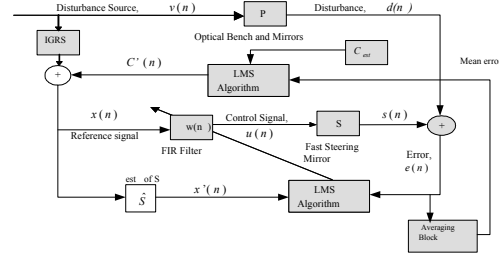 Disturbance Source, v(n)
P
Disturbance, d(n)
IGRS
Optical Bench and Mirrors
C est
Mean erro
C'(n)
LMS
Algorithm
+
x(n)
Control Signal,
s(n)
w(n)
S
+
Reference signal
u(n)
FIR Filter
Fast Steering
Mirror
Error,
e(n)
est of S
Ŝ
x'(n)
LMS
Algorithm
Averaging
Block